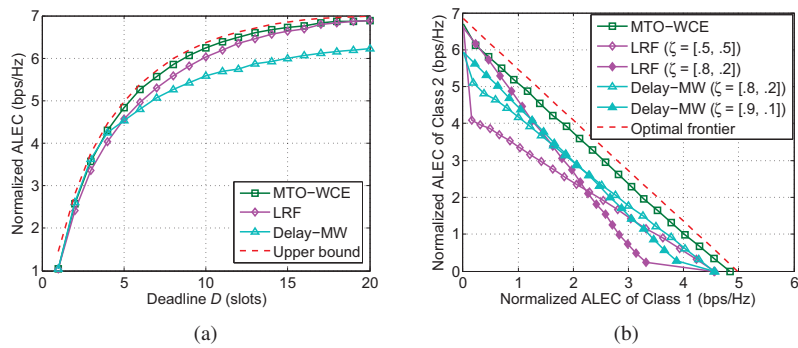 7
6
5
4
3
2
1
0
5
10
15
20
Normalized ALEC (bps/Hz)
Deadline D (slots)
MTO−WCE
LRF
Delay−MW
Upper bound
(a)
7
6
5
4
3
2
1
0
0
1
2
3
4
5
6
Normalized ALEC of Class 2 (bps/Hz)
Normalized ALEC of Class 1 (bps/Hz)
MTO−WCE
LRF (ζ = [.5, .5])
LRF (ζ = [.8, .2])
Delay−MW (ζ = [.8, .2])
Delay−MW (ζ = [.9, .1])
Optimal frontier
(b)